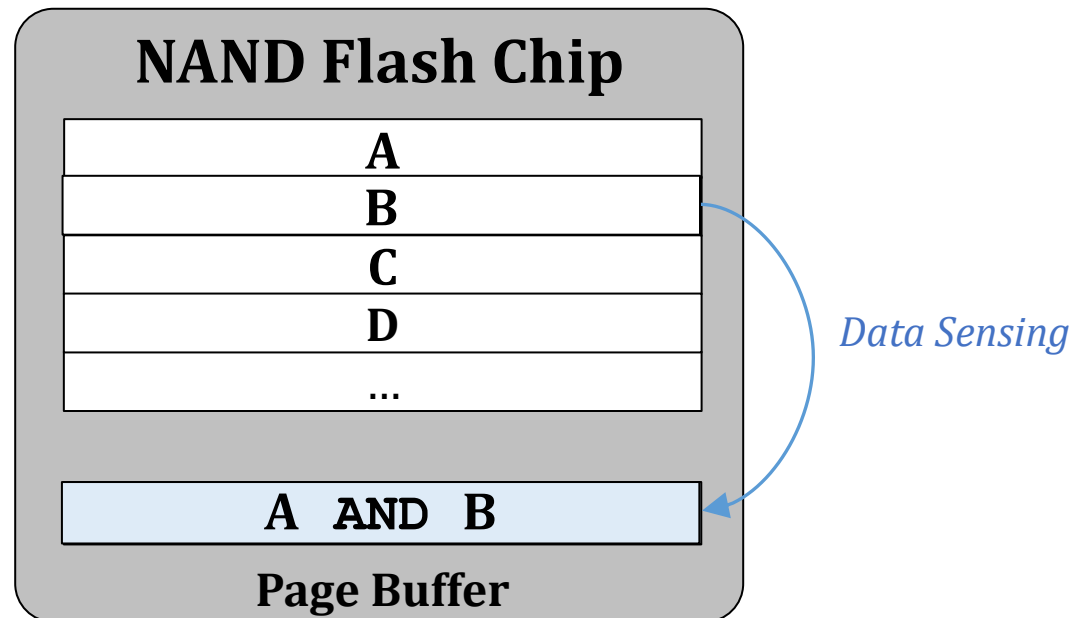 NAND Flash Chip
A
B
C
D
...
Data Sensing
A AND B
Page Buffer